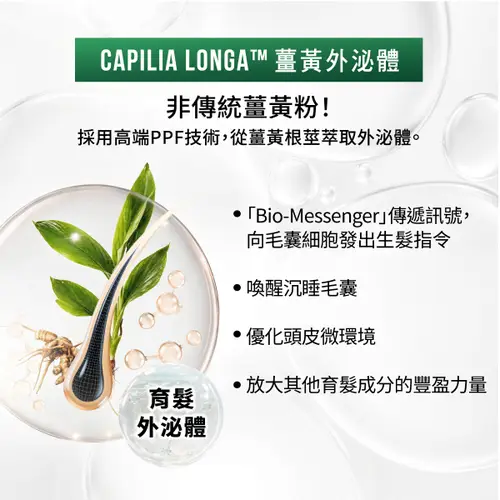 CAPILIA LONGA™ 薑黃外泌體
非傳統薑黃粉！
採用高端PPF技術，從薑黃根莖萃取外泌體。
•「Bio-Messenger」傳遞訊號，
向毛囊細胞發出生髮指令
• 喚醒沉睡毛囊
• 優化頭皮微環境
• 放大其他育髮成分的豐盈力量
育髮
外泌體